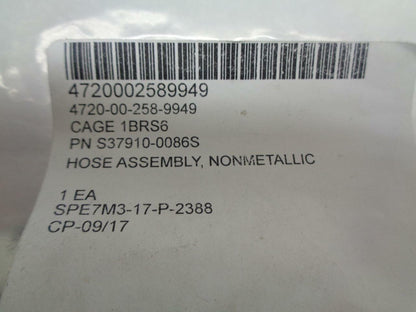 4720002589949
4720-00-258-9949
CAGE 1BRS6
PN S37910-0086S
HOSE ASSEMBLY, NONMETALLIC
1 EA
SPE7M3-17-P-2388
CP-09/17